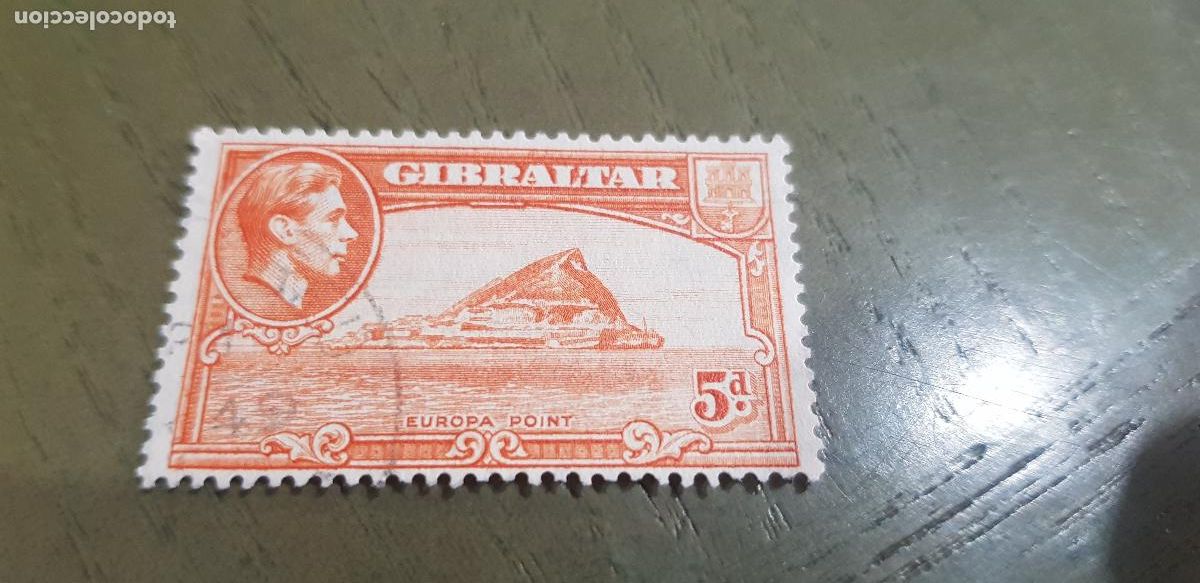 todocoleccion
GIBRALTAR
5d.
EUROPA POINT